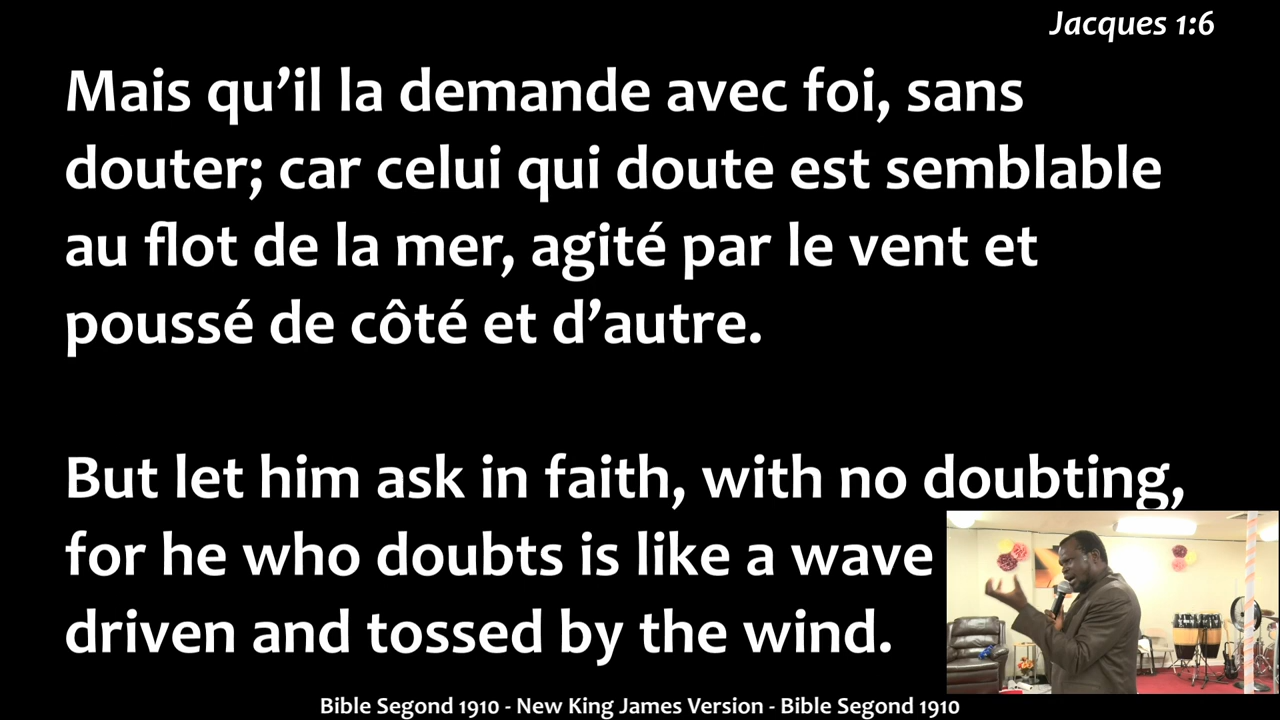 Jacques 1:6
Mais qu’il la demande avec foi, sans
douter; car celui qui doute est semblable
au flot de la mer, agité par le vent et
poussé de côté et d’autre.
But let him ask in faith, with no doubting,
for he who doubts is like a wave
driven and tossed by the wind.
Bible Segond 1910 - New King James Version - Bible Segond 1910